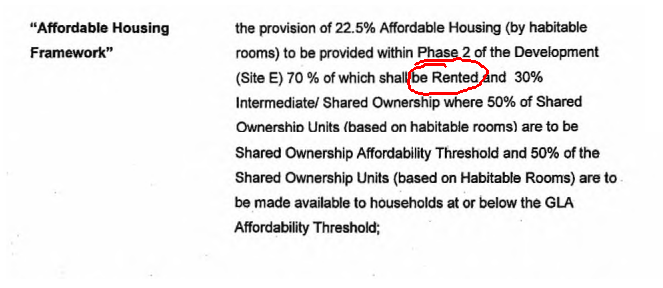 "Affordable Housing Framework"
the provision of 22.5% Affordable Housing (by habitable
rooms) to be provided within Phase 2 of the Development
(Site E) 70 % of which shall be Rented and 30%
Intermediate/ Shared Ownership where 50% of Shared
Ownership Units (based on habitable rooms) are to be
Shared Ownership Affordability Threshold and 50% of the
Shared Ownership Units (based on Habitable Rooms) are to
be made available to households at or below the GLA
Affordability Threshold;